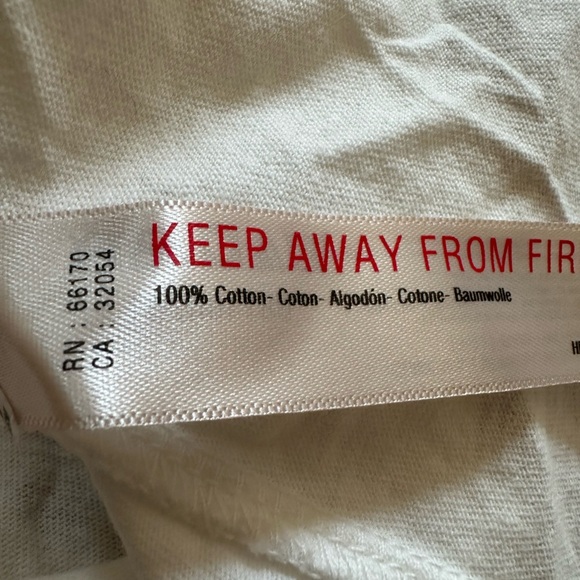 RN : 66170
CA : 32054
KEEP AWAY FROM FIR
100% Cotton- Coton- Algodón- Cotone- Baumwolle